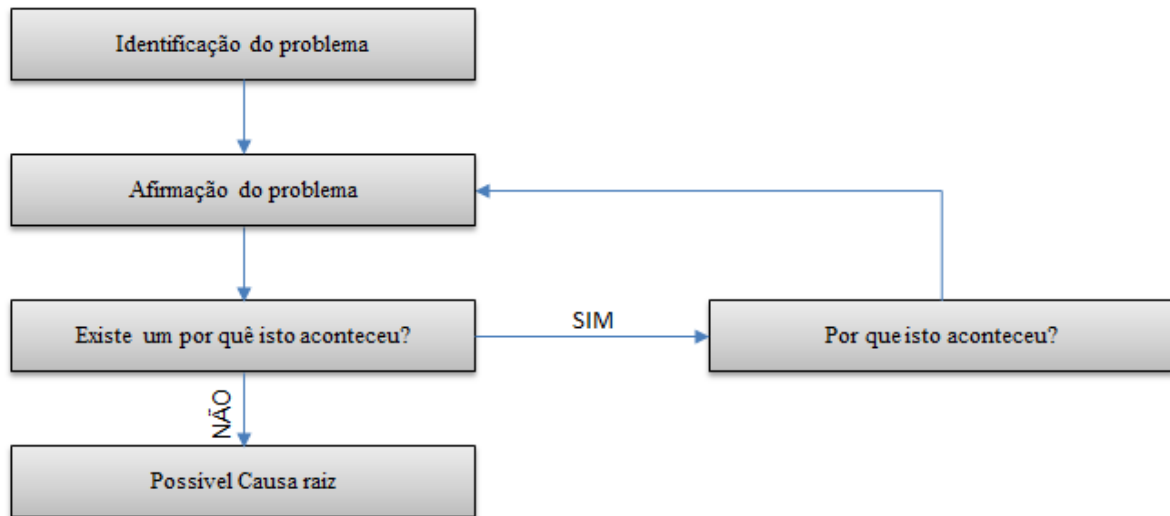 Identificação do problema
Afirmação do problema
Existe um por quê isto aconteceu?
SIM
Por que isto aconteceu?
NÃO
Possível Causa raiz